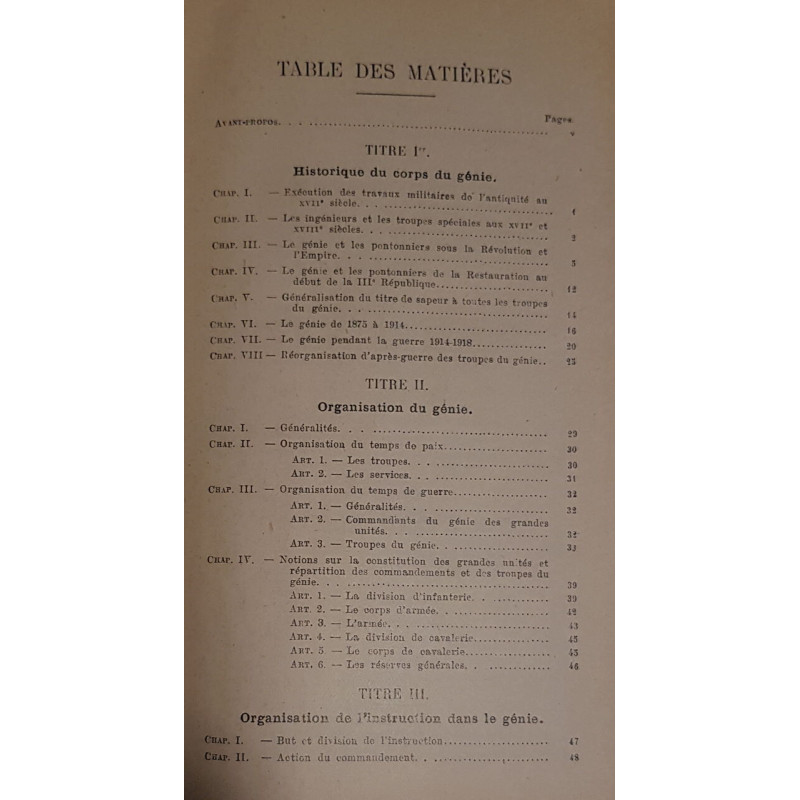 TABLE DES MATIÈRES
Pages
AVANT-PROPOS. . . . . . . . . . v
TITRE Ier.
Historique du corps du génie.
CHAP. I. — Exécution des travaux militaires de l'antiquité au
XVIIe siècle. . . . . . . . . . 1
CHAP. II. — Les ingénieurs et les troupes spéciales aux XVIIe et
XVIIIe siècles. . . . . . . . . . 2
CHAP. III. — Le génie et les pontonniers sous la Révolution et
l'Empire. . . . . . . . . . 5
CHAP. IV. — Le génie et les pontonniers de la Restauration au
début de la IIIe République. . . . . . . . . . 12
CHAP. V. — Généralisation du titre de sapeur à toutes les troupes
du génie. . . . . . . . . . 14
CHAP. VI. — Le génie de 1875 à 1914. . . . . . . . . . 16
CHAP. VII. — Le génie pendant la guerre 1914-1918. . . . . . . . . . 20
CHAP. VIII — Réorganisation d'après-guerre des troupes du génie.. 23
TITRE II.
Organisation du génie.
CHAP. I. — Généralités. . . . . . . . . . 29
CHAP. II. — Organisation du temps de paix. . . . . . . . . . 30
ART. 1. — Les troupes. . . . . . . . . . 30
ART. 2. — Les services. . . . . . . . . . 31
CHAP. III. — Organisation du temps de guerre. . . . . . . . . . 32
ART. 1. — Généralités. . . . . . . . . . 32
ART. 2. — Commandants du génie des grandes
unités. . . . . . . . . . 32
ART. 3. — Troupes du génie. . . . . . . . . . 33
CHAP. IV. — Notions sur la constitution des grandes unités et
répartition des commandements et des troupes du
génie. . . . . . . . . . 39
ART. 1. — La division d'infanterie. . . . . . . . . . 39
ART. 2. — Le corps d'armée. . . . . . . . . . 42
ART. 3. — L'armée. . . . . . . . . . 43
ART. 4. — La division de cavalerie. . . . . . . . . . 45
ART. 5. — Le corps de cavalerie. . . . . . . . . . 45
ART. 6. — Les réserves générales. . . . . . . . . . 46
TITRE III.
Organisation de l'instruction dans le génie.
CHAP. I. — But et division de l'instruction. . . . . . . . . . 47
CHAP. II. — Action du commandement. . . . . . . . . . 48